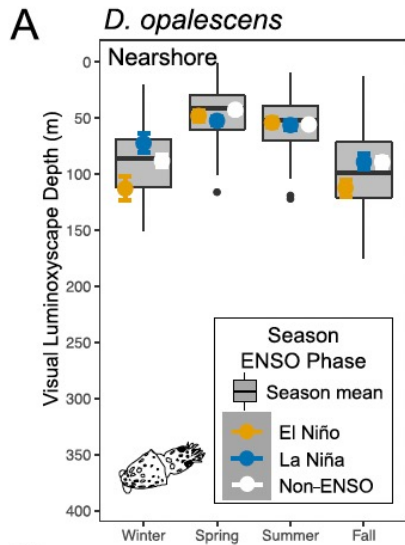 A
D. opalescens
Nearshore
Visual Luminoxyscape Depth (m)
0
50
100
150
200
250
300
350
400
Season
ENSO Phase
Season mean
El Niño
La Niña
Non-ENSO
Winter Spring Summer Fall